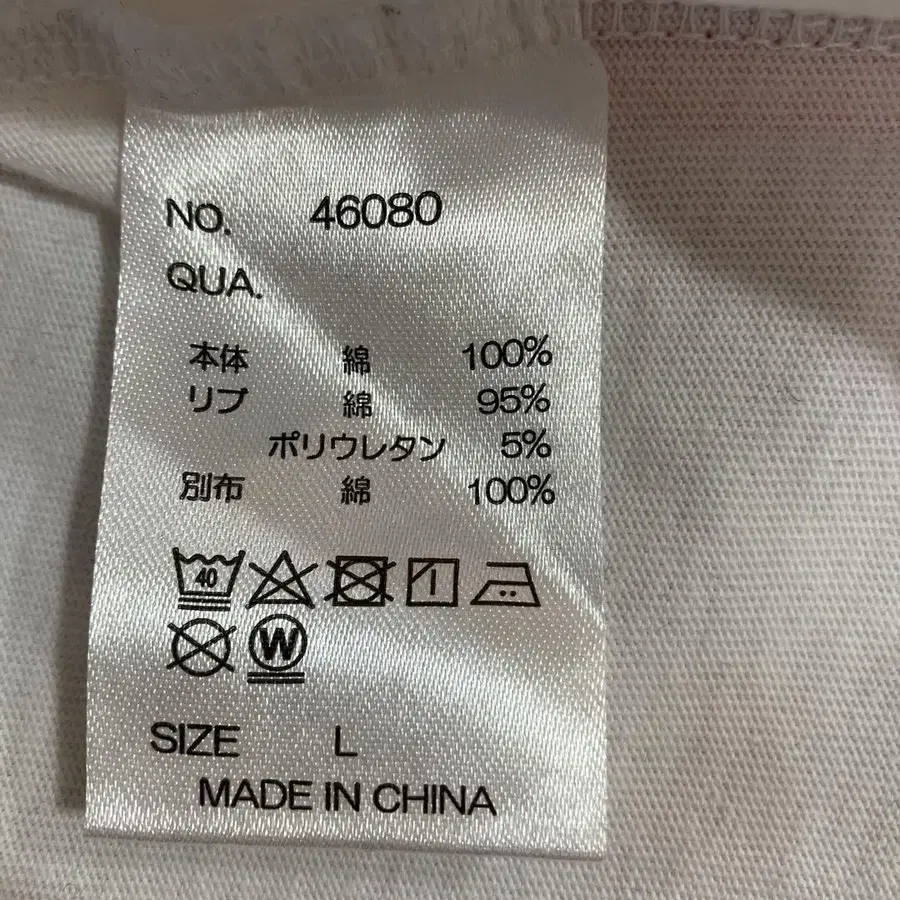 NO. 46080
QUA.
本体 綿 100%
リブ 綿 95%
ポリウレタン 5%
別布 綿 100%
40
W
SIZE L
MADE IN CHINA